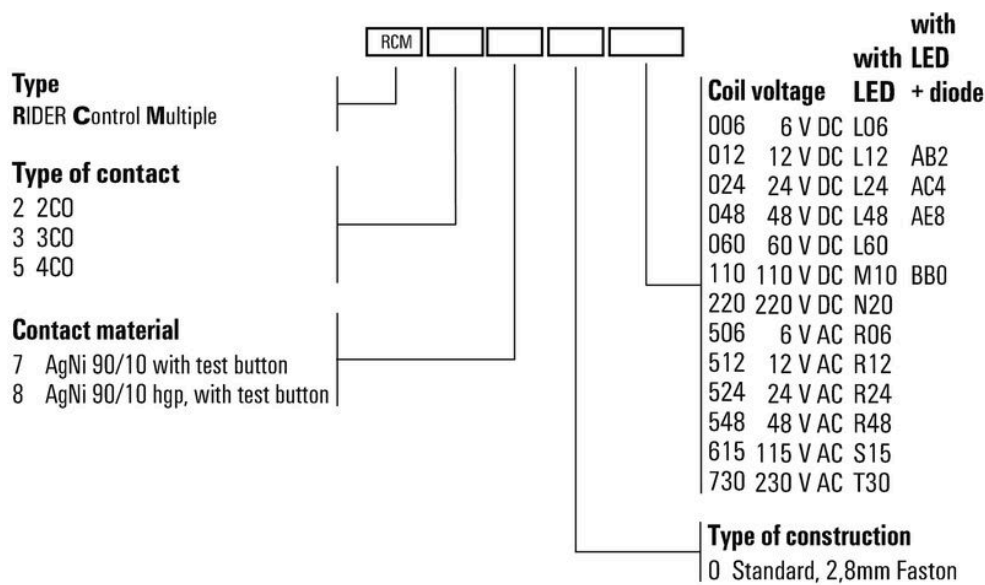 RCM
Type
RIDER Control Multiple
Type of contact
2 2CO
3 3CO
5 4CO
Contact material
7 AgNi 90/10 with test button
8 AgNi 90/10 hgp, with test button
with
with LED
Coil voltage LED + diode
006 6 V DC L06
012 12 V DC L12 AB2
024 24 V DC L24 AC4
048 48 V DC L48 AE8
060 60 V DC L60
110 110 V DC M10 BB0
220 220 V DC N20
506 6 V AC R06
512 12 V AC R12
524 24 V AC R24
548 48 V AC R48
615 115 V AC S15
730 230 V AC T30
Type of construction
0 Standard, 2,8mm Faston